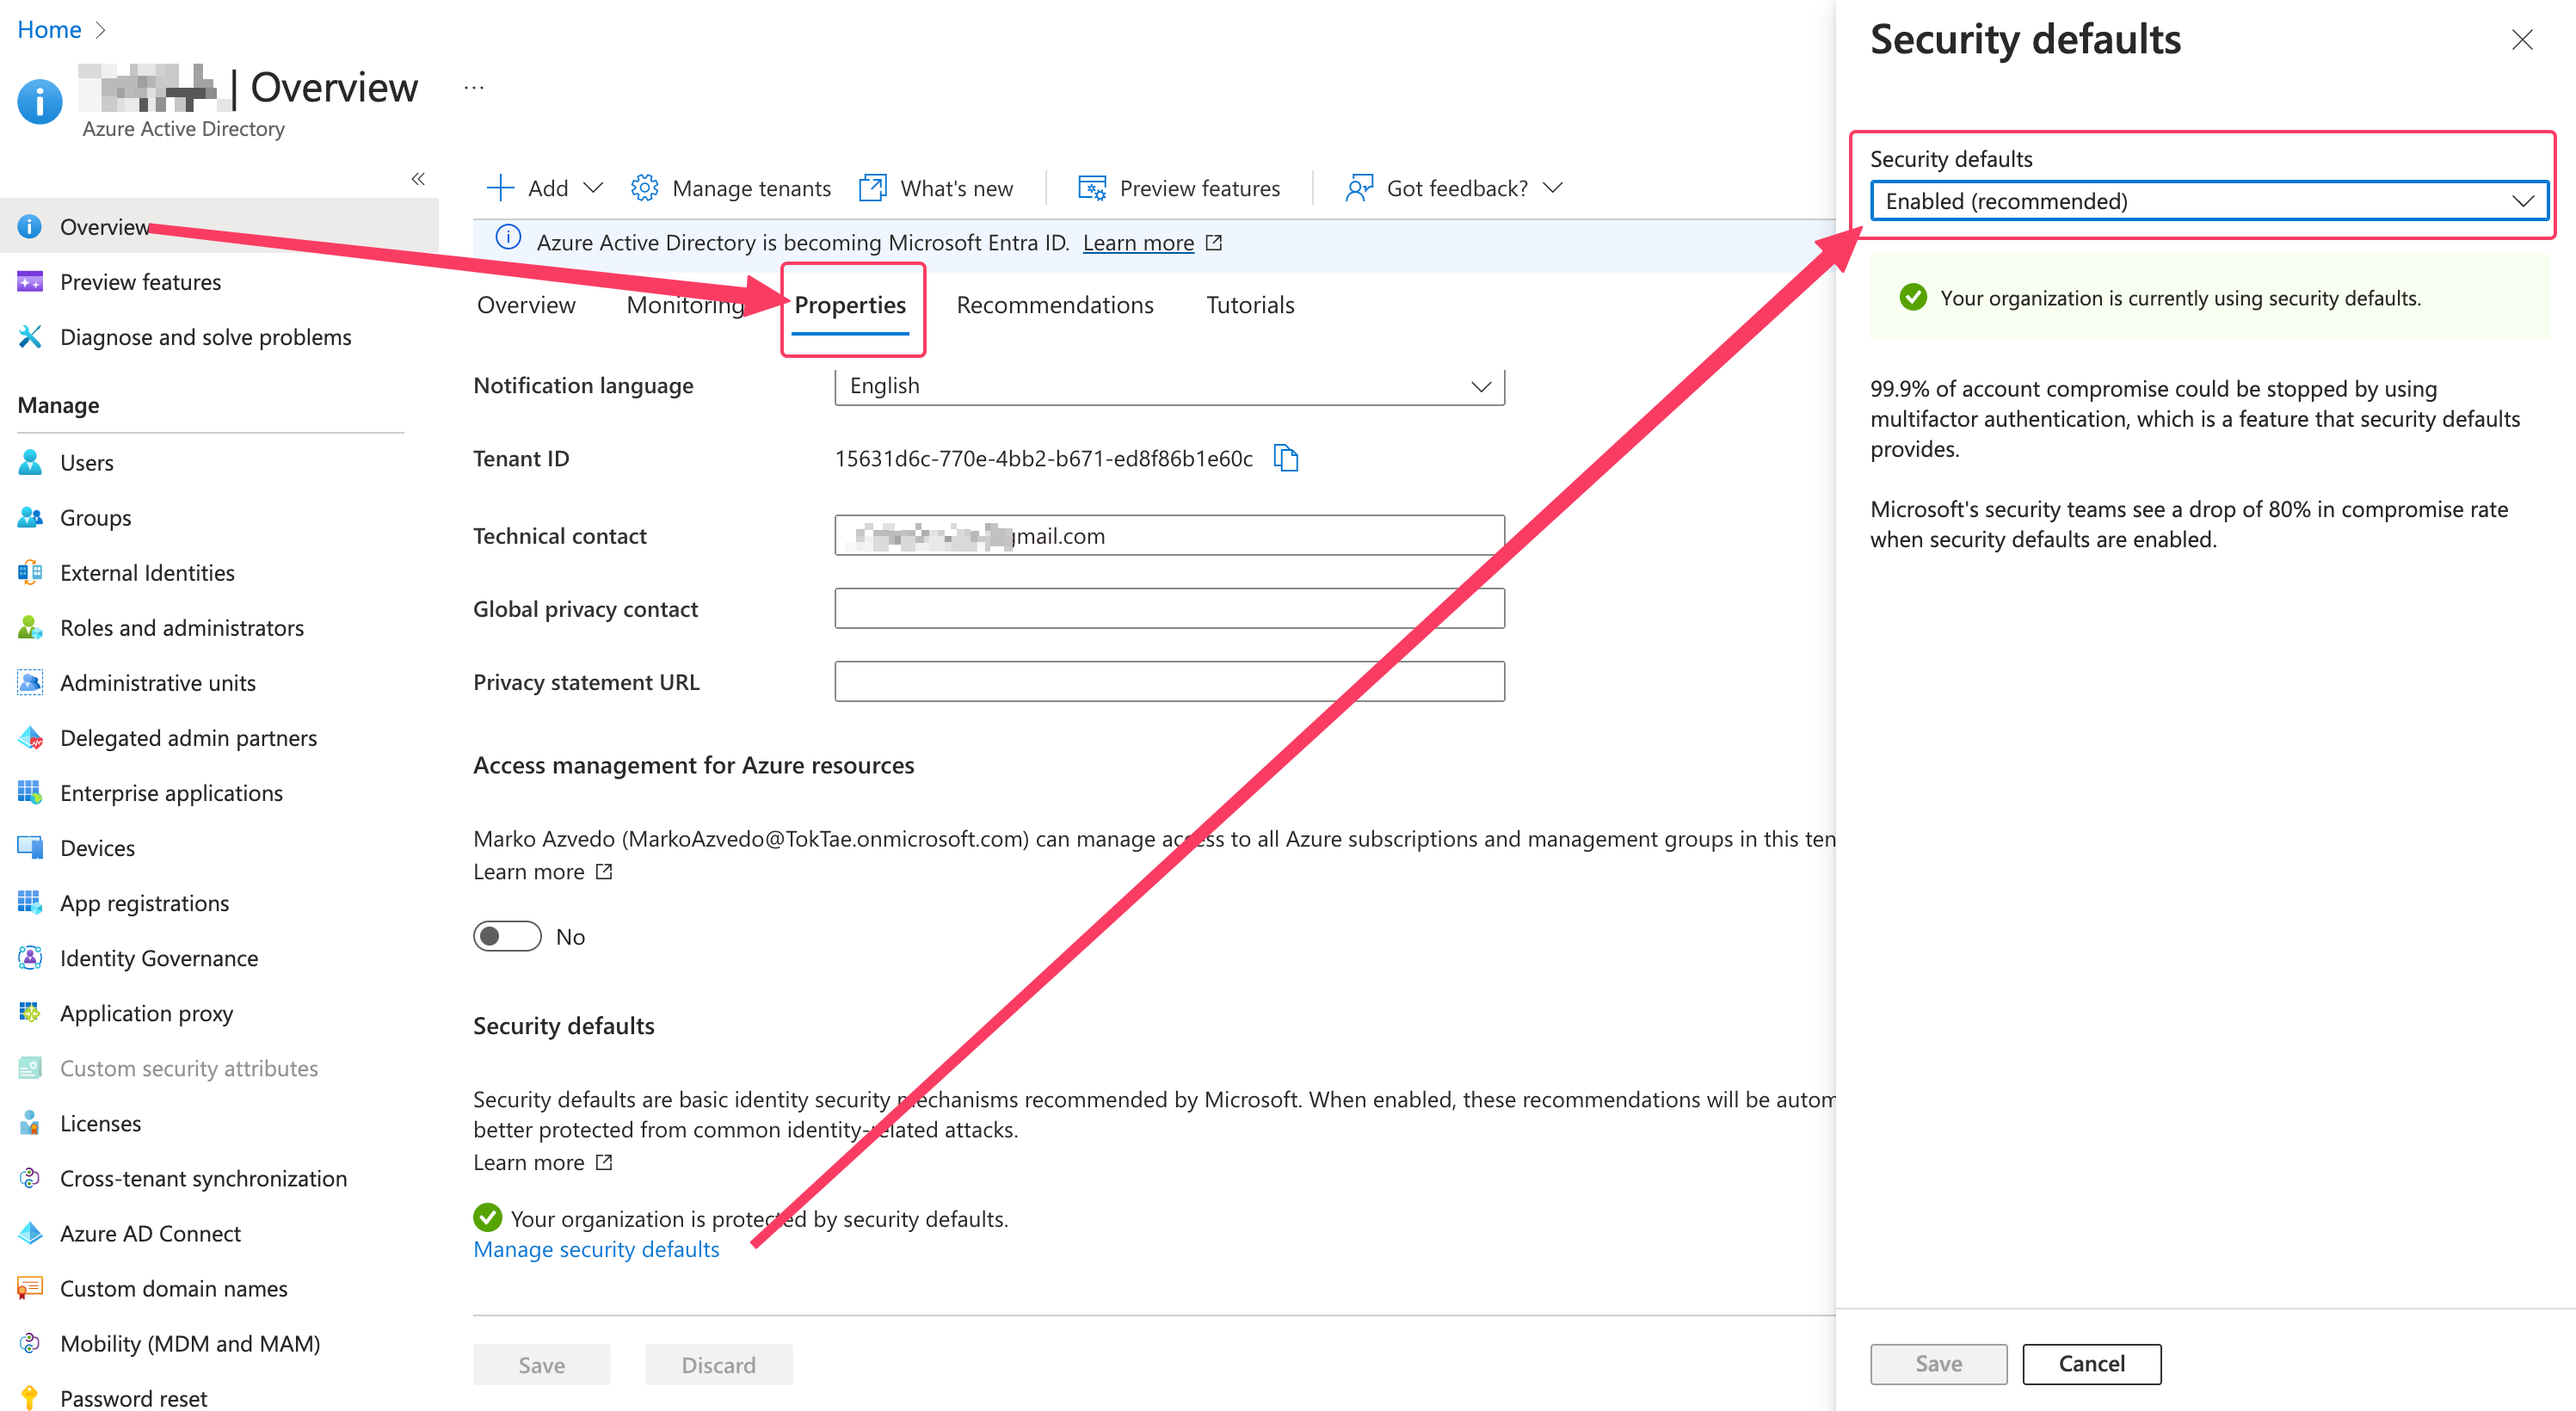 Home
| Overview
...
Azure Active Directory
Overview
Preview features
Diagnose and solve problems
Manage
Users
Groups
External Identities
Roles and administrators
Administrative units
Delegated admin partners
Enterprise applications
Devices
App registrations
Identity Governance
Application proxy
Custom security attributes
Licenses
Cross-tenant synchronization
Azure AD Connect
Custom domain names
Mobility (MDM and MAM)
Password reset
Add
Manage tenants
What's new
Preview features
Got feedback?
Azure Active Directory is becoming Microsoft Entra ID. Learn more
Overview
Monitoring
Properties
Recommendations
Tutorials
Notification language
English
Tenant ID
15631d6c-770e-4bb2-b671-ed8f86b1e60c
Technical contact
gmail.com
Global privacy contact
Privacy statement URL
Access management for Azure resources
Marko Azvedo (MarkoAzvedo@TokTae.onmicrosoft.com) can manage access to all Azure subscriptions and management groups in this ten
Learn more
No
Security defaults
Security defaults are basic identity security mechanisms recommended by Microsoft. When enabled, these recommendations will be autom
better protected from common identity-related attacks.
Learn more
Your organization is protected by security defaults.
Manage security defaults
Save
Discard
Security defaults
Security defaults
Enabled (recommended)
Your organization is currently using security defaults.
99.9% of account compromise could be stopped by using
multifactor authentication, which is a feature that security defaults
provides.
Microsoft's security teams see a drop of 80% in compromise rate
when security defaults are enabled.
Save
Cancel